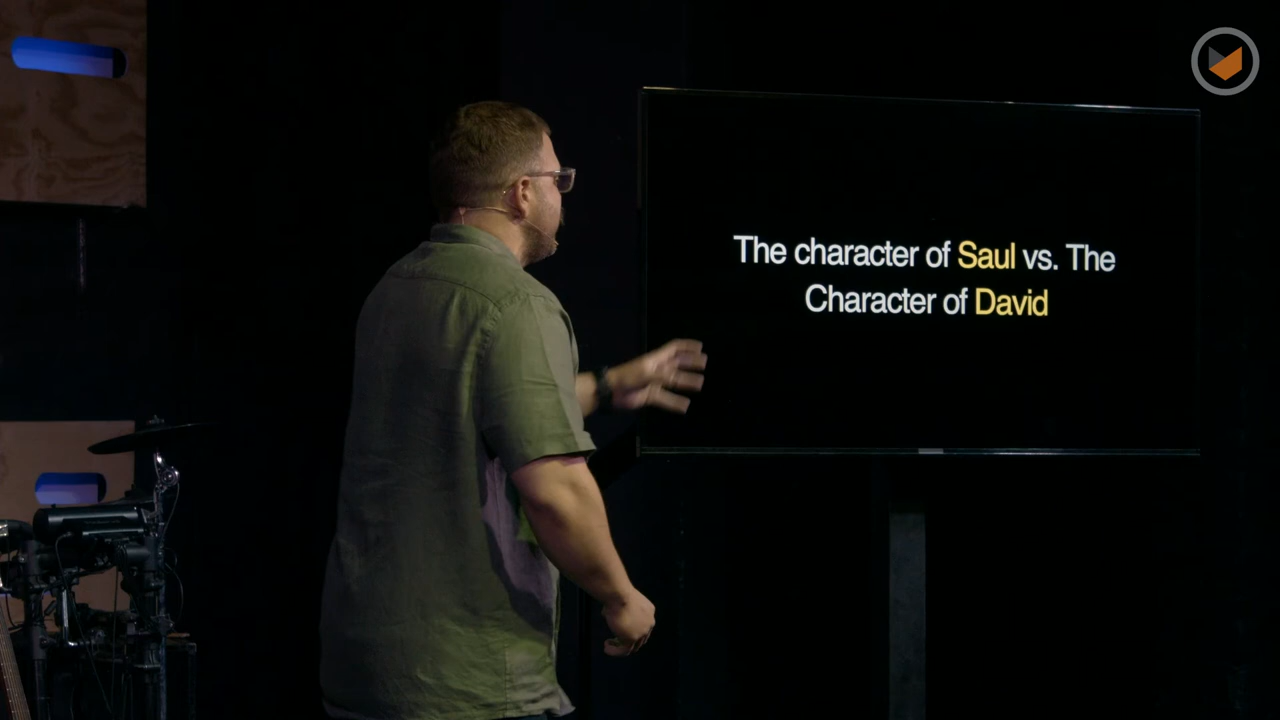 The character of Saul vs. The
Character of David